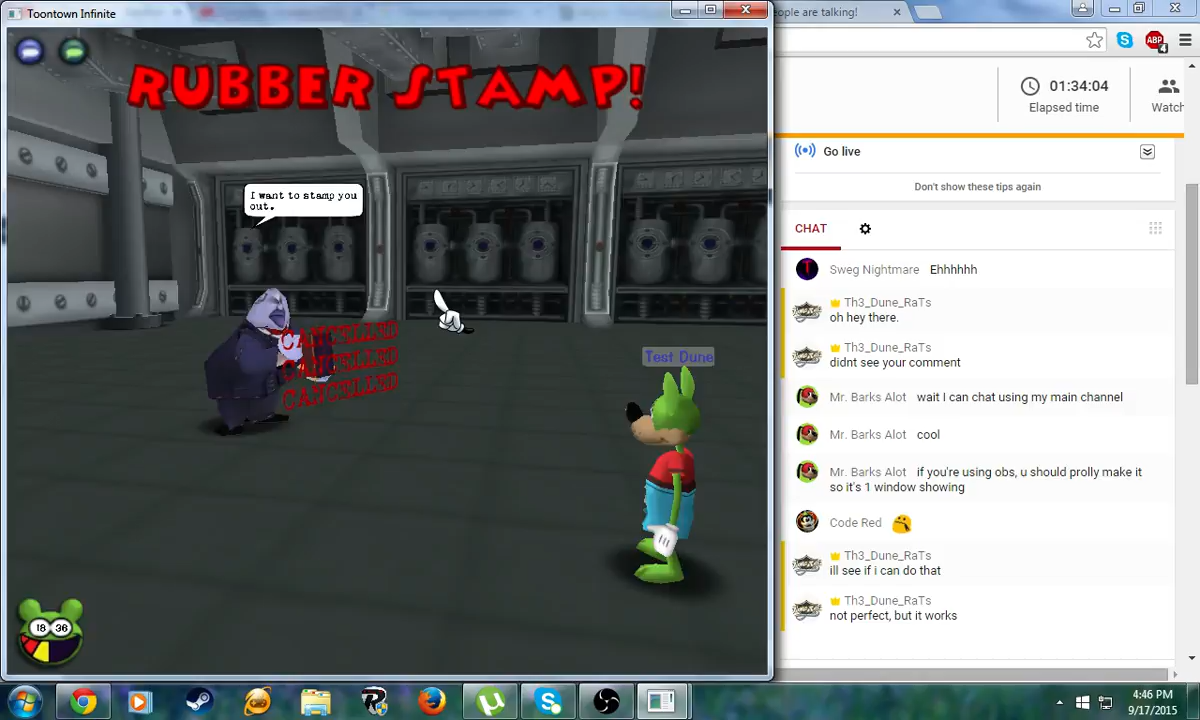 Toontown Infinite
eople are talking!
RUBBER STAMP!
I want to stamp you
out.
CANCELLED
CANCELLED
CANCELLED
Test Dune
18 36
ABP
4
01:34:04
Elapsed time
Watch
Go live
Don't show these tips again
CHAT
Sweg Nightmare Ehhhhhh
Th3_Dune_RaTs
oh hey there.
Th3_Dune_RaTs
didnt see your comment
Mr. Barks Alot wait I can chat using my main channel
Mr. Barks Alot cool
Mr. Barks Alot if you're using obs, u should prolly make it
so it's 1 window showing
Code Red
Th3_Dune_RaTs
ill see if i can do that
Th3_Dune_RaTs
not perfect, but it works
4:46 PM
9/17/2015